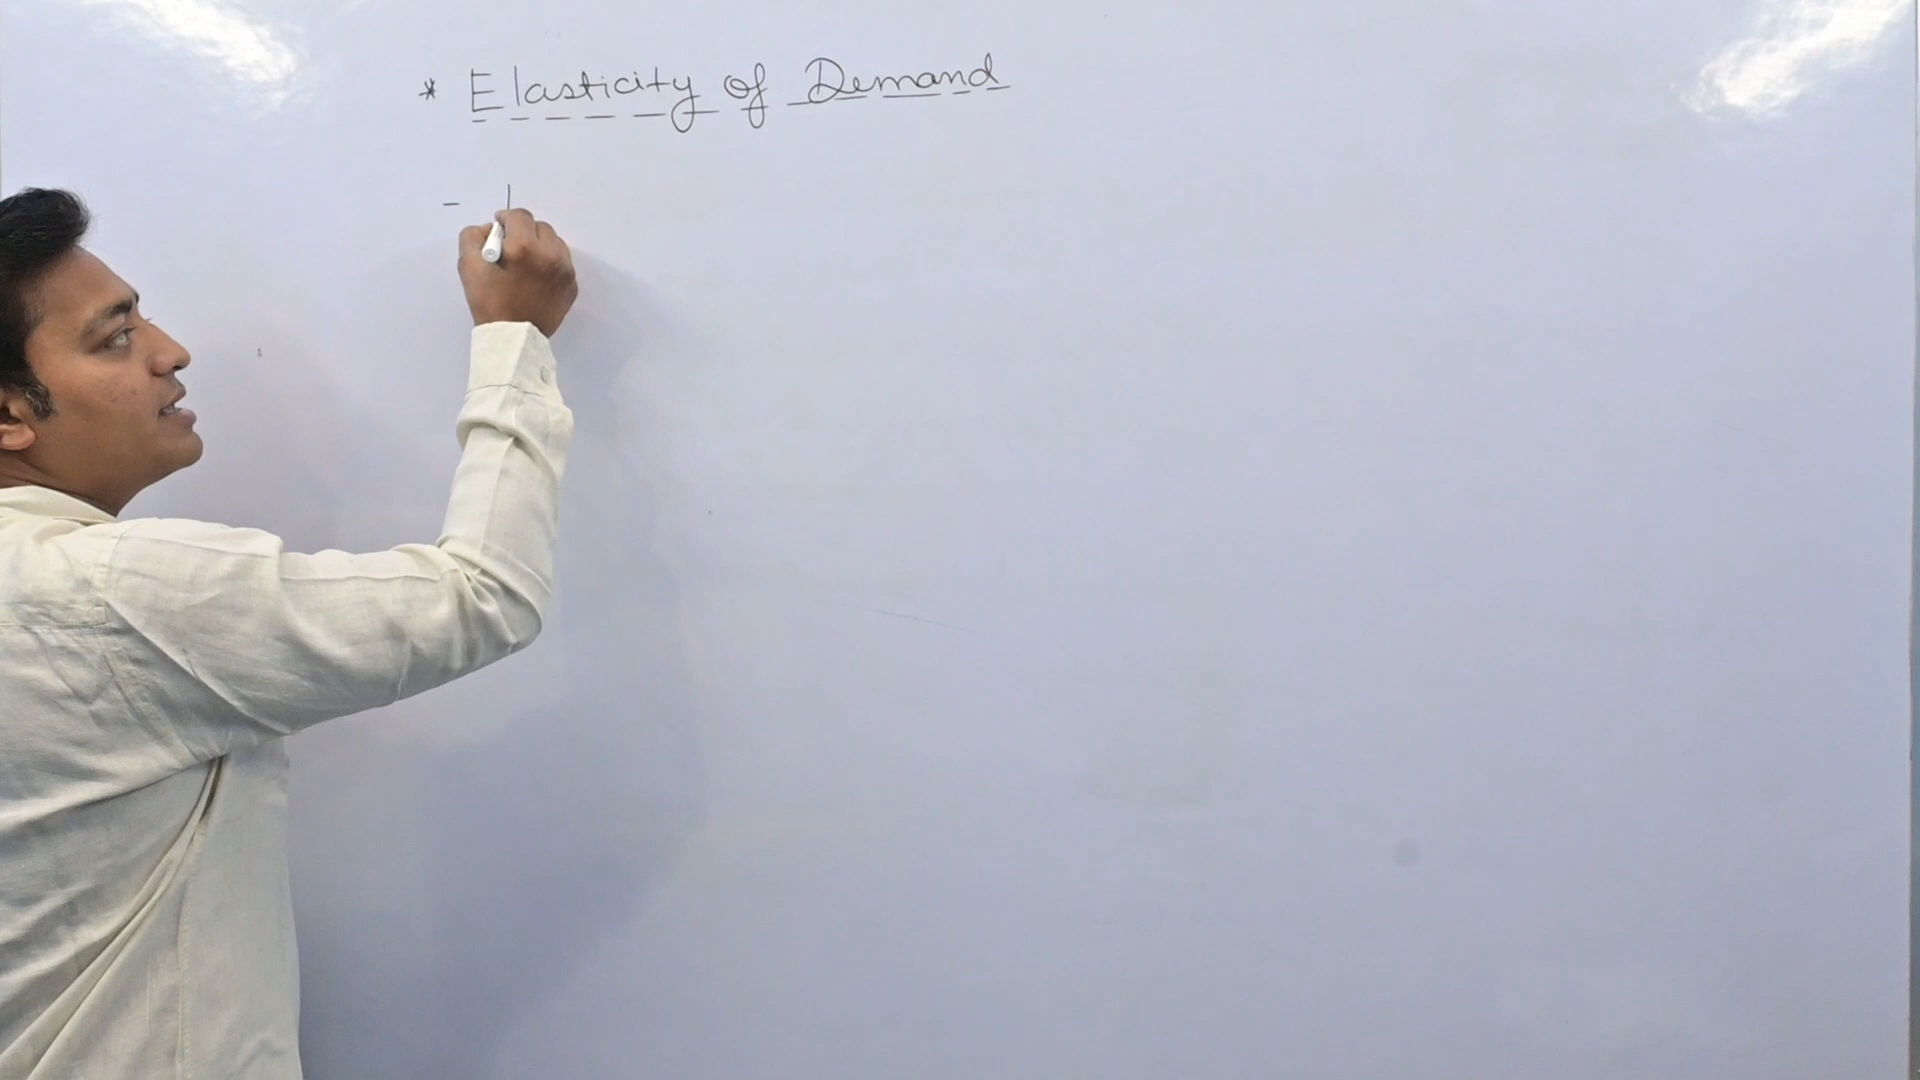 * Elasticity of Demand
-